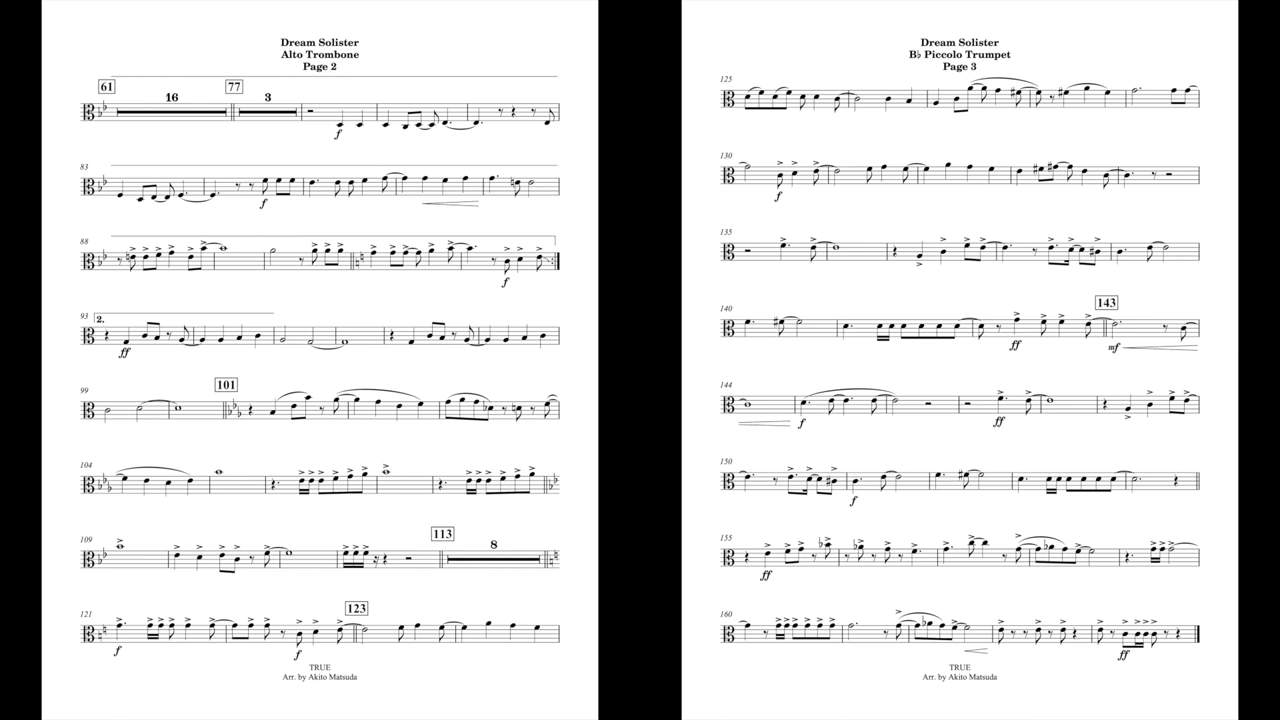 Dream Solister
Alto Trombone
Page 2
61 16 77 3
f
83
f
88
f
93 2.
ff
99 101
104
109 113 8
121 123
f f
TRUE
Arr. by Akito Matsuda
Dream Solister
B♭ Piccolo Trumpet
Page 3
125
130
f
135
140 143
ff mf
144
f ff
150
f
155
ff
160
ff
TRUE
Arr. by Akito Matsuda